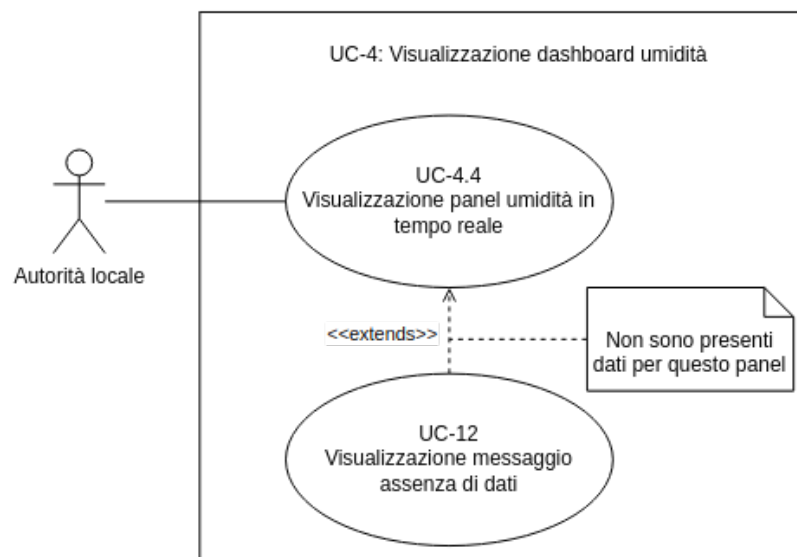 UC-4: Visualizzazione dashboard umidità
UC-4.4
Visualizzazione panel umidità in
tempo reale
Autorità locale
<<extends>>
Non sono presenti
dati per questo panel
UC-12
Visualizzazione messaggio
assenza di dati